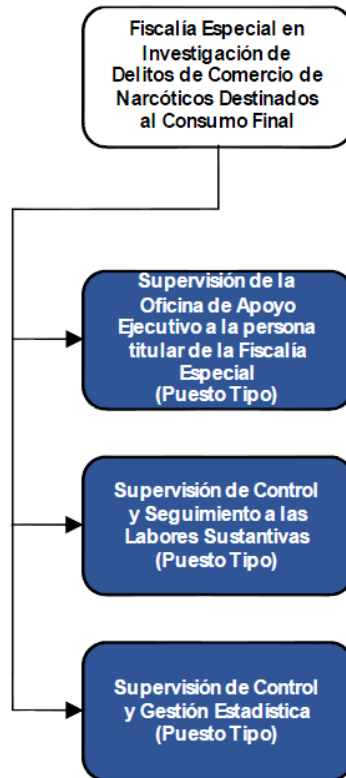 Fiscalía Especial en
Investigación de
Delitos de Comercio de
Narcóticos Destinados
al Consumo Final
Supervisión de la
Oficina de Apoyo
Ejecutivo a la persona
titular de la Fiscalía
Especial
(Puesto Tipo)
Supervisión de Control
y Seguimiento a las
Labores Sustantivas
(Puesto Tipo)
Supervisión de Control
y Gestión Estadística
(Puesto Tipo)